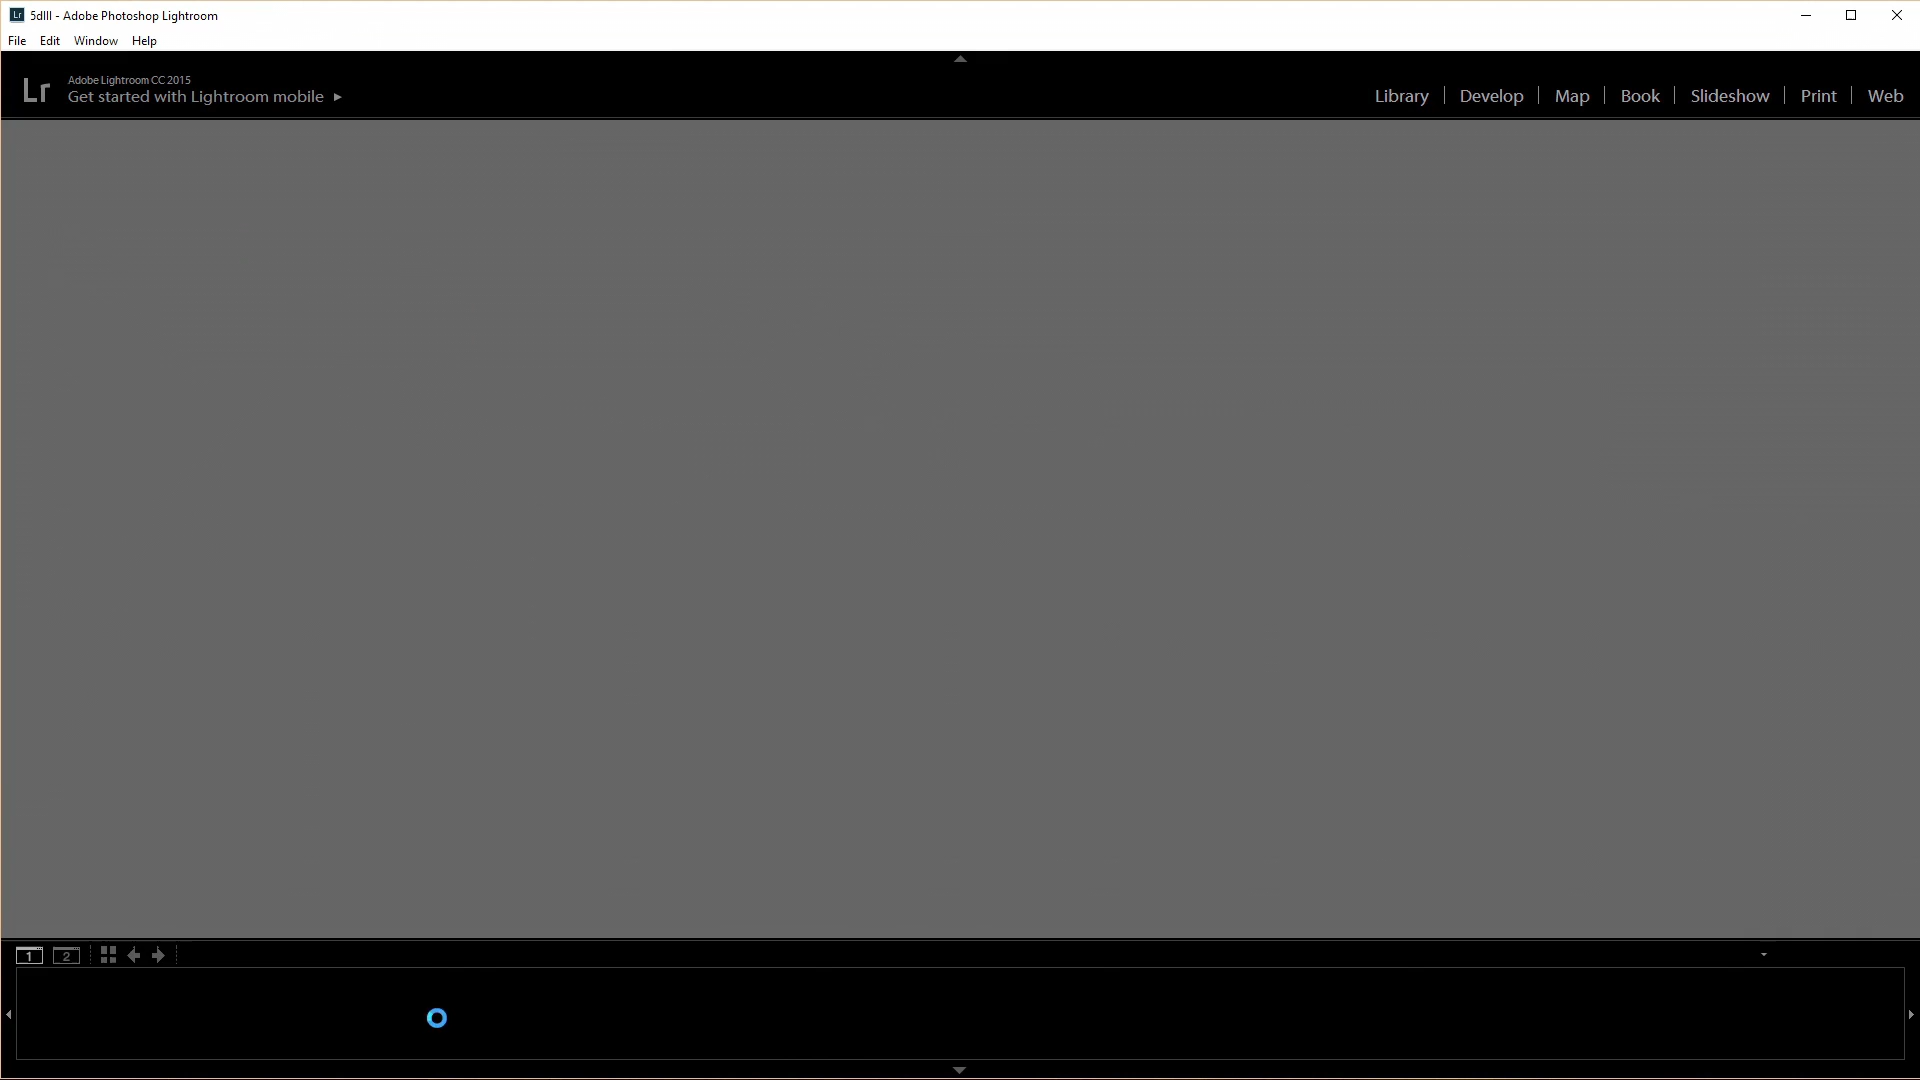 Lr 5dIII - Adobe Photoshop Lightroom
File Edit Window Help
Lr
Adobe Lightroom CC 2015
Get started with Lightroom mobile
Library Develop Map Book Slideshow Print Web
1 2